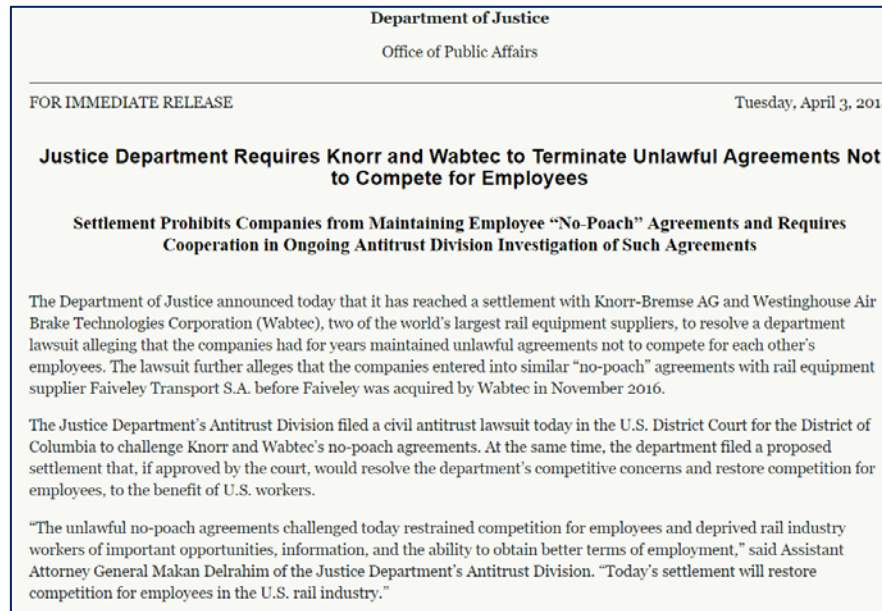 Department of Justice
Office of Public Affairs
FOR IMMEDIATE RELEASE
Tuesday, April 3, 201
Justice Department Requires Knorr and Wabtec to Terminate Unlawful Agreements Not
to Compete for Employees
Settlement Prohibits Companies from Maintaining Employee “No-Poach” Agreements and Requires
Cooperation in Ongoing Antitrust Division Investigation of Such Agreements
The Department of Justice announced today that it has reached a settlement with Knorr-Bremse AG and Westinghouse Air
Brake Technologies Corporation (Wabtec), two of the world’s largest rail equipment suppliers, to resolve a department
lawsuit alleging that the companies had for years maintained unlawful agreements not to compete for each other’s
employees. The lawsuit further alleges that the companies entered into similar “no-poach” agreements with rail equipment
supplier Faiveley Transport S.A. before Faiveley was acquired by Wabtec in November 2016.
The Justice Department’s Antitrust Division filed a civil antitrust lawsuit today in the U.S. District Court for the District of
Columbia to challenge Knorr and Wabtec’s no-poach agreements. At the same time, the department filed a proposed
settlement that, if approved by the court, would resolve the department’s competitive concerns and restore competition for
employees, to the benefit of U.S. workers.
“The unlawful no-poach agreements challenged today restrained competition for employees and deprived rail industry
workers of important opportunities, information, and the ability to obtain better terms of employment,” said Assistant
Attorney General Makan Delrahim of the Justice Department’s Antitrust Division. “Today’s settlement will restore
competition for employees in the U.S. rail industry.”